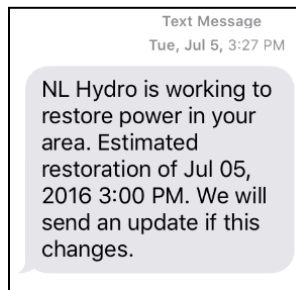 Text Message
Tue, Jul 5, 3:27 PM
NL Hydro is working to
restore power in your
area. Estimated
restoration of Jul 05,
2016 3:00 PM. We will
send an update if this
changes.